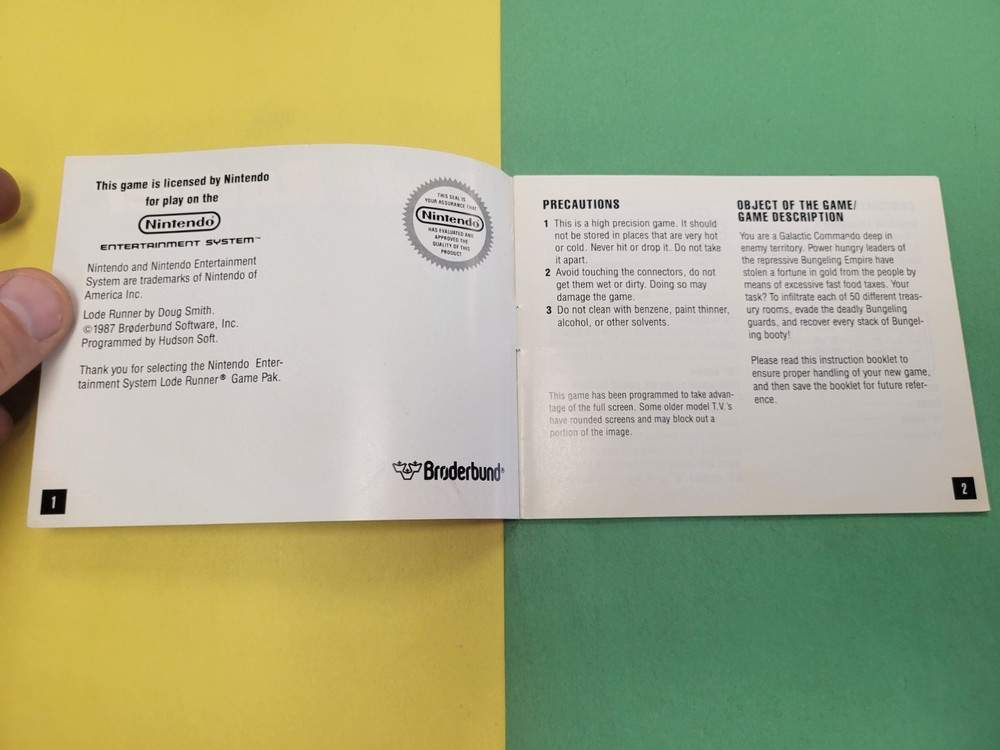 This game is licensed by Nintendo
for play on the
Nintendo®
ENTERTAINMENT SYSTEM™
THIS SEAL IS
YOUR ASSURANCE THAT
Nintendo
HAS EVALUATED AND
APPROVED THE
QUALITY OF THIS
PRODUCT
Nintendo and Nintendo Entertainment
System are trademarks of Nintendo of
America Inc.
Lode Runner by Doug Smith.
©1987 Brøderbund Software, Inc.
Programmed by Hudson Soft.
Thank you for selecting the Nintendo Enter-
tainment System Lode Runner® Game Pak.
Brøderbund®
1
PRECAUTIONS
1 This is a high precision game. It should
not be stored in places that are very hot
or cold. Never hit or drop it. Do not take
it apart.
2 Avoid touching the connectors, do not
get them wet or dirty. Doing so may
damage the game.
3 Do not clean with benzene, paint thinner,
alcohol, or other solvents.
This game has been programmed to take advan-
tage of the full screen. Some older model T.V.'s
have rounded screens and may block out a
portion of the image.
OBJECT OF THE GAME/
GAME DESCRIPTION
You are a Galactic Commando deep in
enemy territory. Power hungry leaders of
the repressive Bungeling Empire have
stolen a fortune in gold from the people by
means of excessive fast food taxes. Your
task? To infiltrate each of 50 different treas-
ury rooms, evade the deadly Bungeling
guards, and recover every stack of Bungel-
ing booty!
Please read this instruction booklet to
ensure proper handling of your new game,
and then save the booklet for future refer-
ence.
2